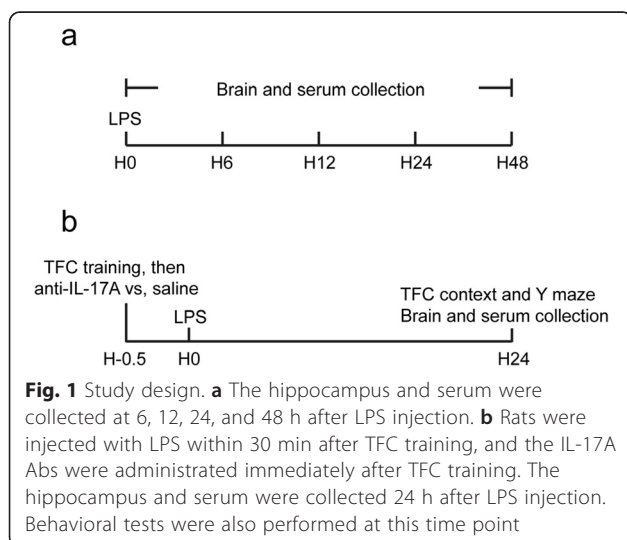 a
Brain and serum collection
LPS
H0 H6 H12 H24 H48
b
TFC training, then
anti-IL-17A vs, saline
LPS
TFC context and Y maze
Brain and serum collection
H-0.5 H0 H24
Fig. 1 Study design. a The hippocampus and serum were
collected at 6, 12, 24, and 48 h after LPS injection. b Rats were
injected with LPS within 30 min after TFC training, and the IL-17A
Abs were administrated immediately after TFC training. The
hippocampus and serum were collected 24 h after LPS injection.
Behavioral tests were also performed at this time point